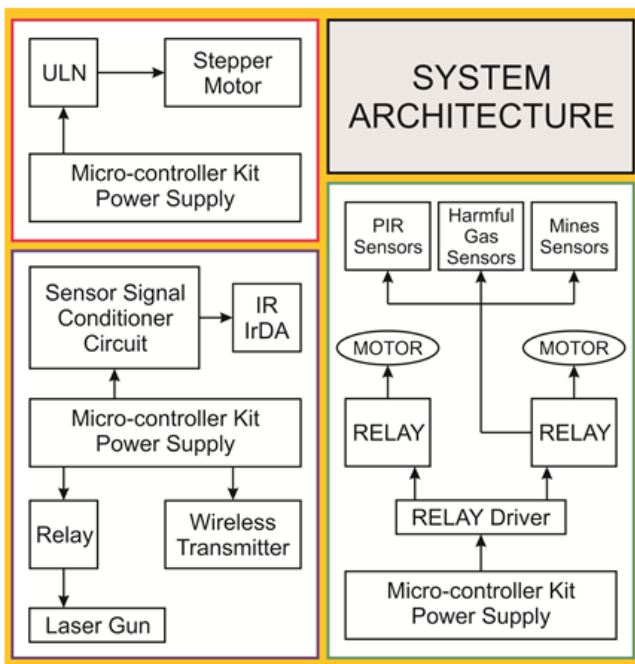 ULN
Stepper
Motor
Micro-controller Kit
Power Supply
SYSTEM
ARCHITECTURE
Sensor Signal
Conditioner
Circuit
IR
IrDA
Micro-controller Kit
Power Supply
Relay
Wireless
Transmitter
Laser Gun
PIR
Sensors
Harmful
Gas
Sensors
Mines
Sensors
MOTOR
MOTOR
RELAY
RELAY
RELAY Driver
Micro-controller Kit
Power Supply